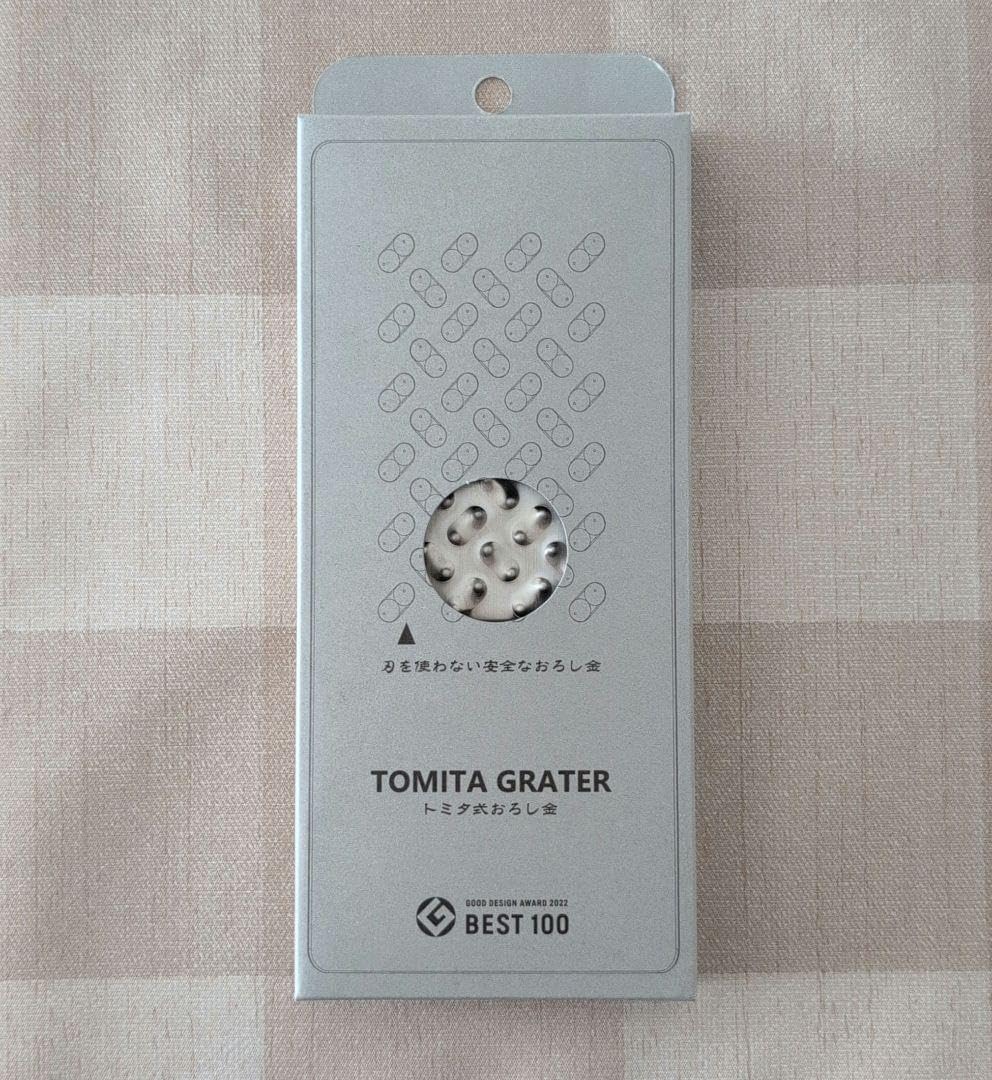 刃を使わない安全なおろし金
TOMITA GRATER
トミタ式おろし金
GOOD DESIGN AWARD 2022
BEST 100